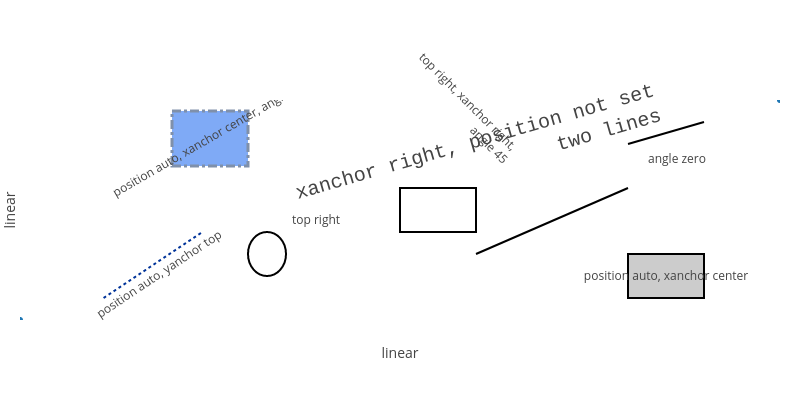 top right, xanchor right,
angle 45
xanchor right, position not set
two lines
position auto, xanchor center,
angle zero
top right
linear
position auto, yanchor top
position auto, xanchor center
linear